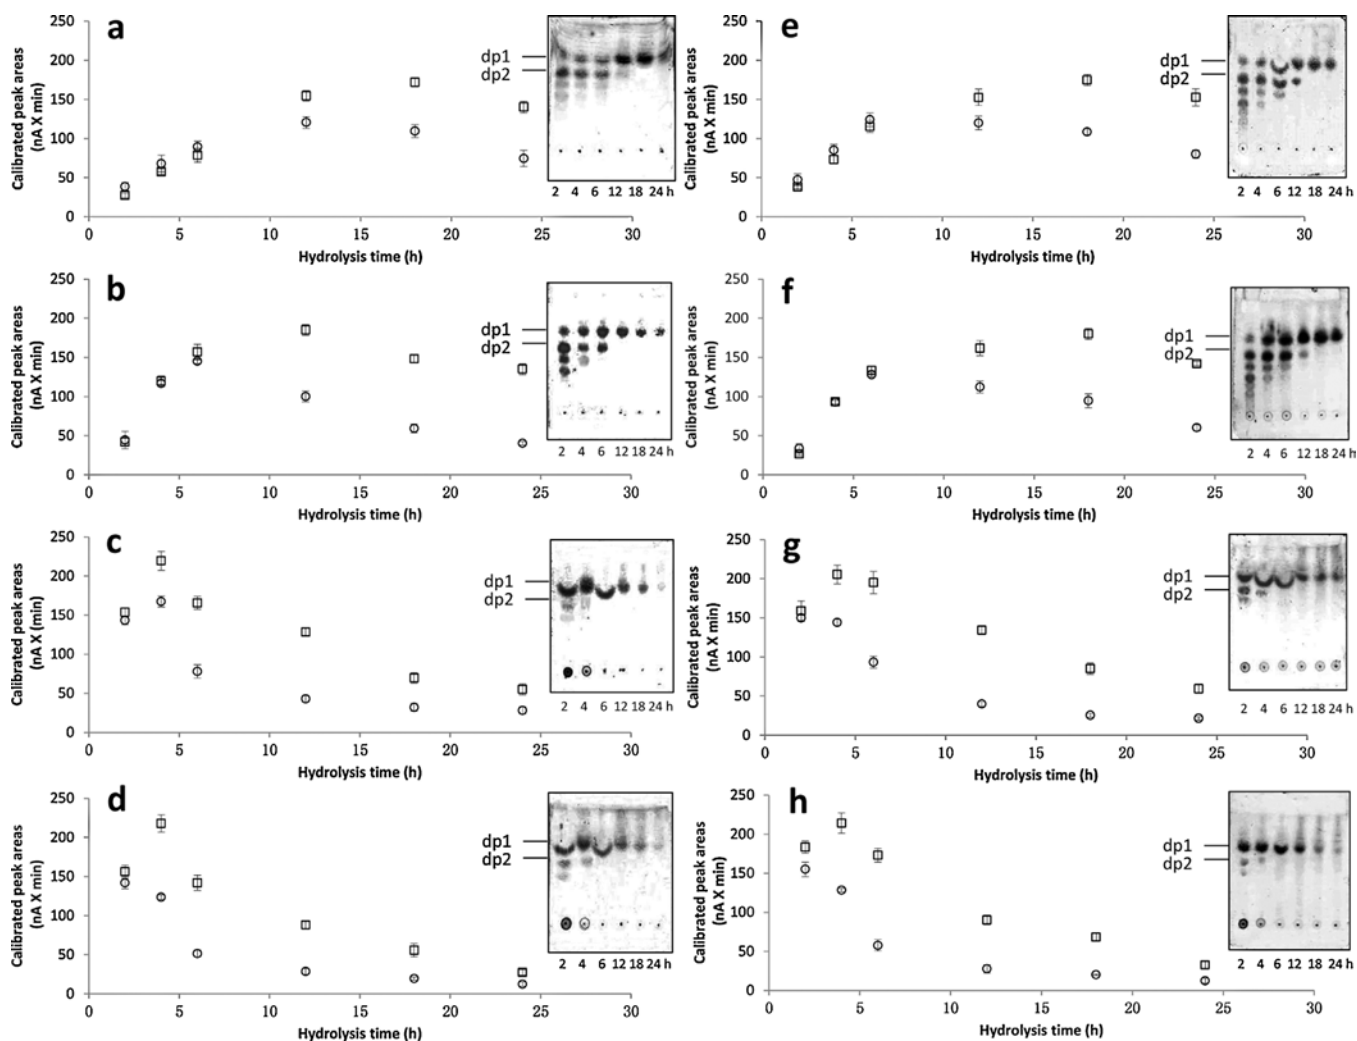 a
Calibrated peak areas
(nA X min)
250
200
150
100
50
0
0 5 10 15 20 25 30
Hydrolysis time (h)
dp1
dp2
2 4 6 12 18 24 h
e
Calibrated peak areas
(nA X min)
250
200
150
100
50
0
0 5 10 15 20 25 30
Hydrolysis time (h)
dp1
dp2
2 4 6 12 18 24 h
b
Calibrated peak areas
(nA X min)
250
200
150
100
50
0
0 5 10 15 20 25 30
Hydrolysis time (h)
dp1
dp2
2 4 6 12 18 24 h
f
Calibrated peak areas
(nA X min)
250
200
150
100
50
0
0 5 10 15 20 25 30
Hydrolysis time (h)
dp1
dp2
2 4 6 12 18 24 h
c
Calibrated peak areas
(nA X (min)
250
200
150
100
50
0
0 5 10 15 20 25 30
Hydrolysis time (h)
dp1
dp2
2 4 6 12 18 24 h
g
Calibrated peak areas
(nA X min)
250
200
150
100
50
0
0 5 10 15 20 25 30
Hydrolysis time (h)
dp1
dp2
2 4 6 12 18 24 h
d
Calibrated peak areas
(nA X min)
250
200
150
100
50
0
0 5 10 15 20 25 30
Hydrolysis time (h)
dp1
dp2
2 4 6 12 18 24 h
h
Calibrated peak areas
(nA X min)
250
200
150
100
50
0
0 5 10 15 20 25 30
Hydrolysis time (h)
dp1
dp2
2 4 6 12 18 24 h